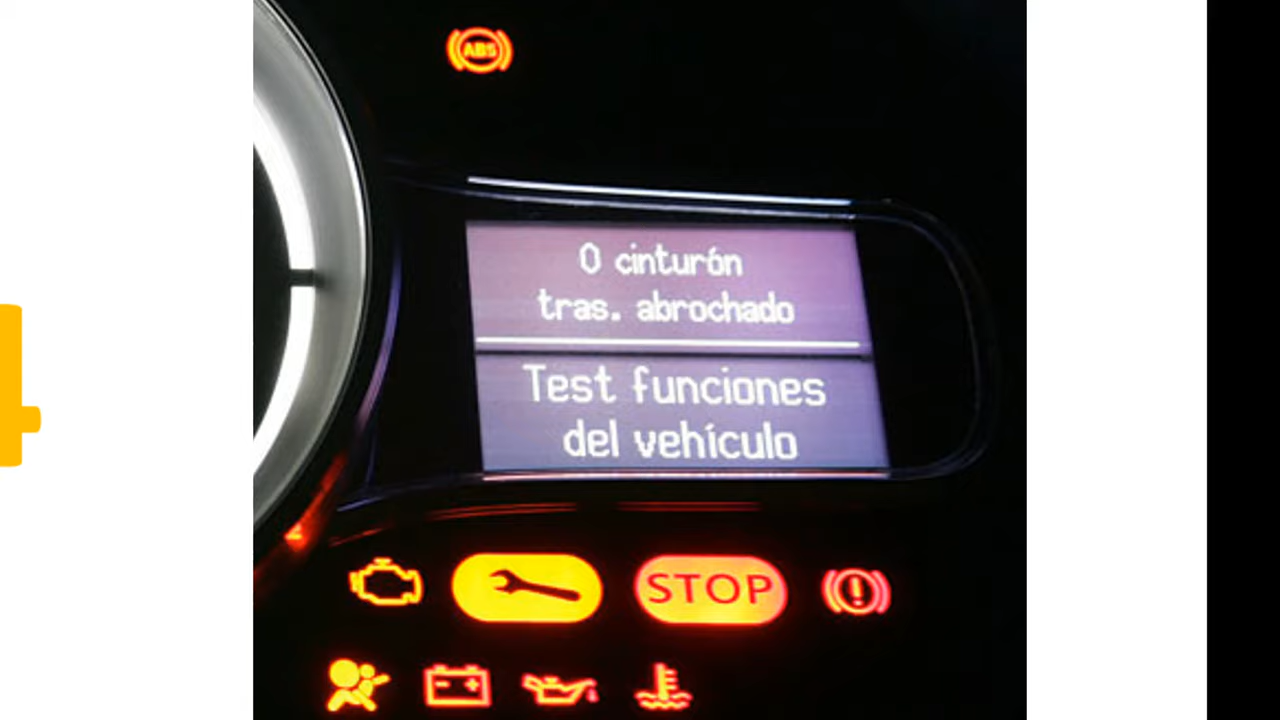 ABS
0 cinturón
tras. abrochado
Test funciones
del vehículo
STOP